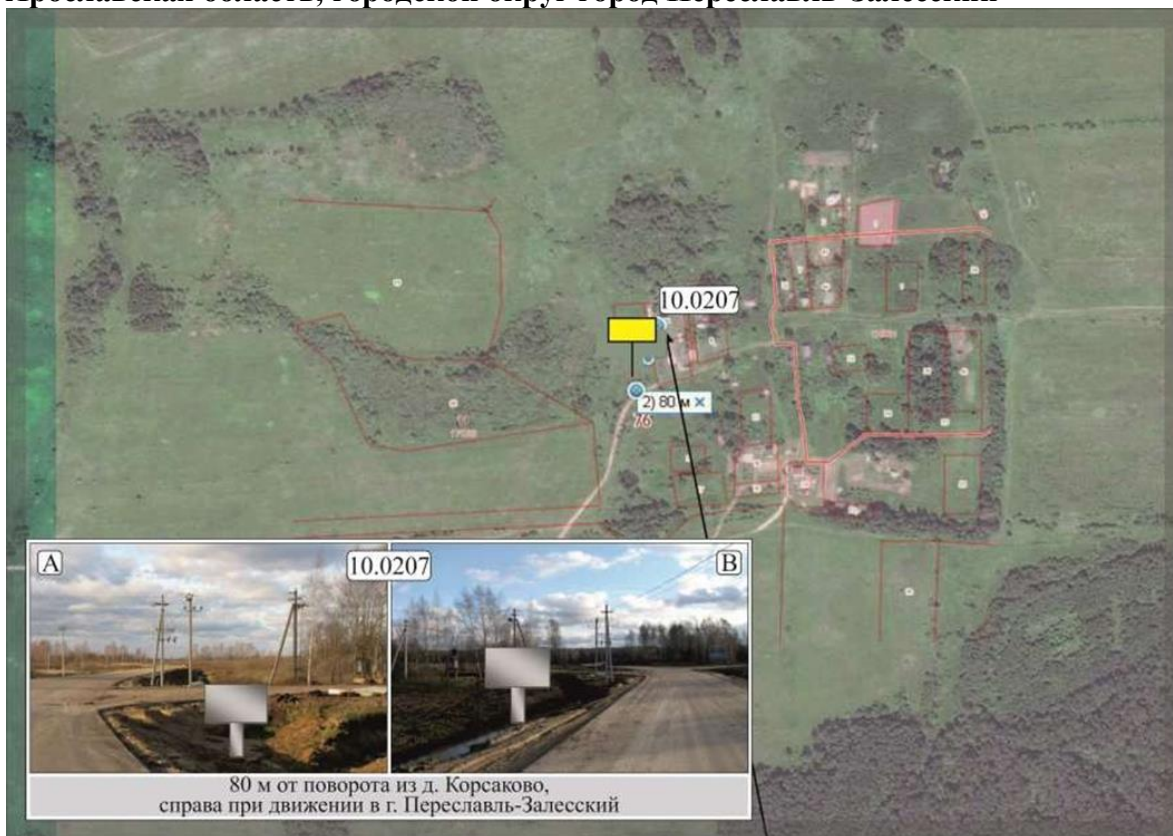 Ярославская область, городской округ город Переславль-Залесский
10.0207
2) 80 м ×
76
A
10.0207
B
80 м от поворота из д. Корсаково,
справа при движении в г. Переславль-Залесский